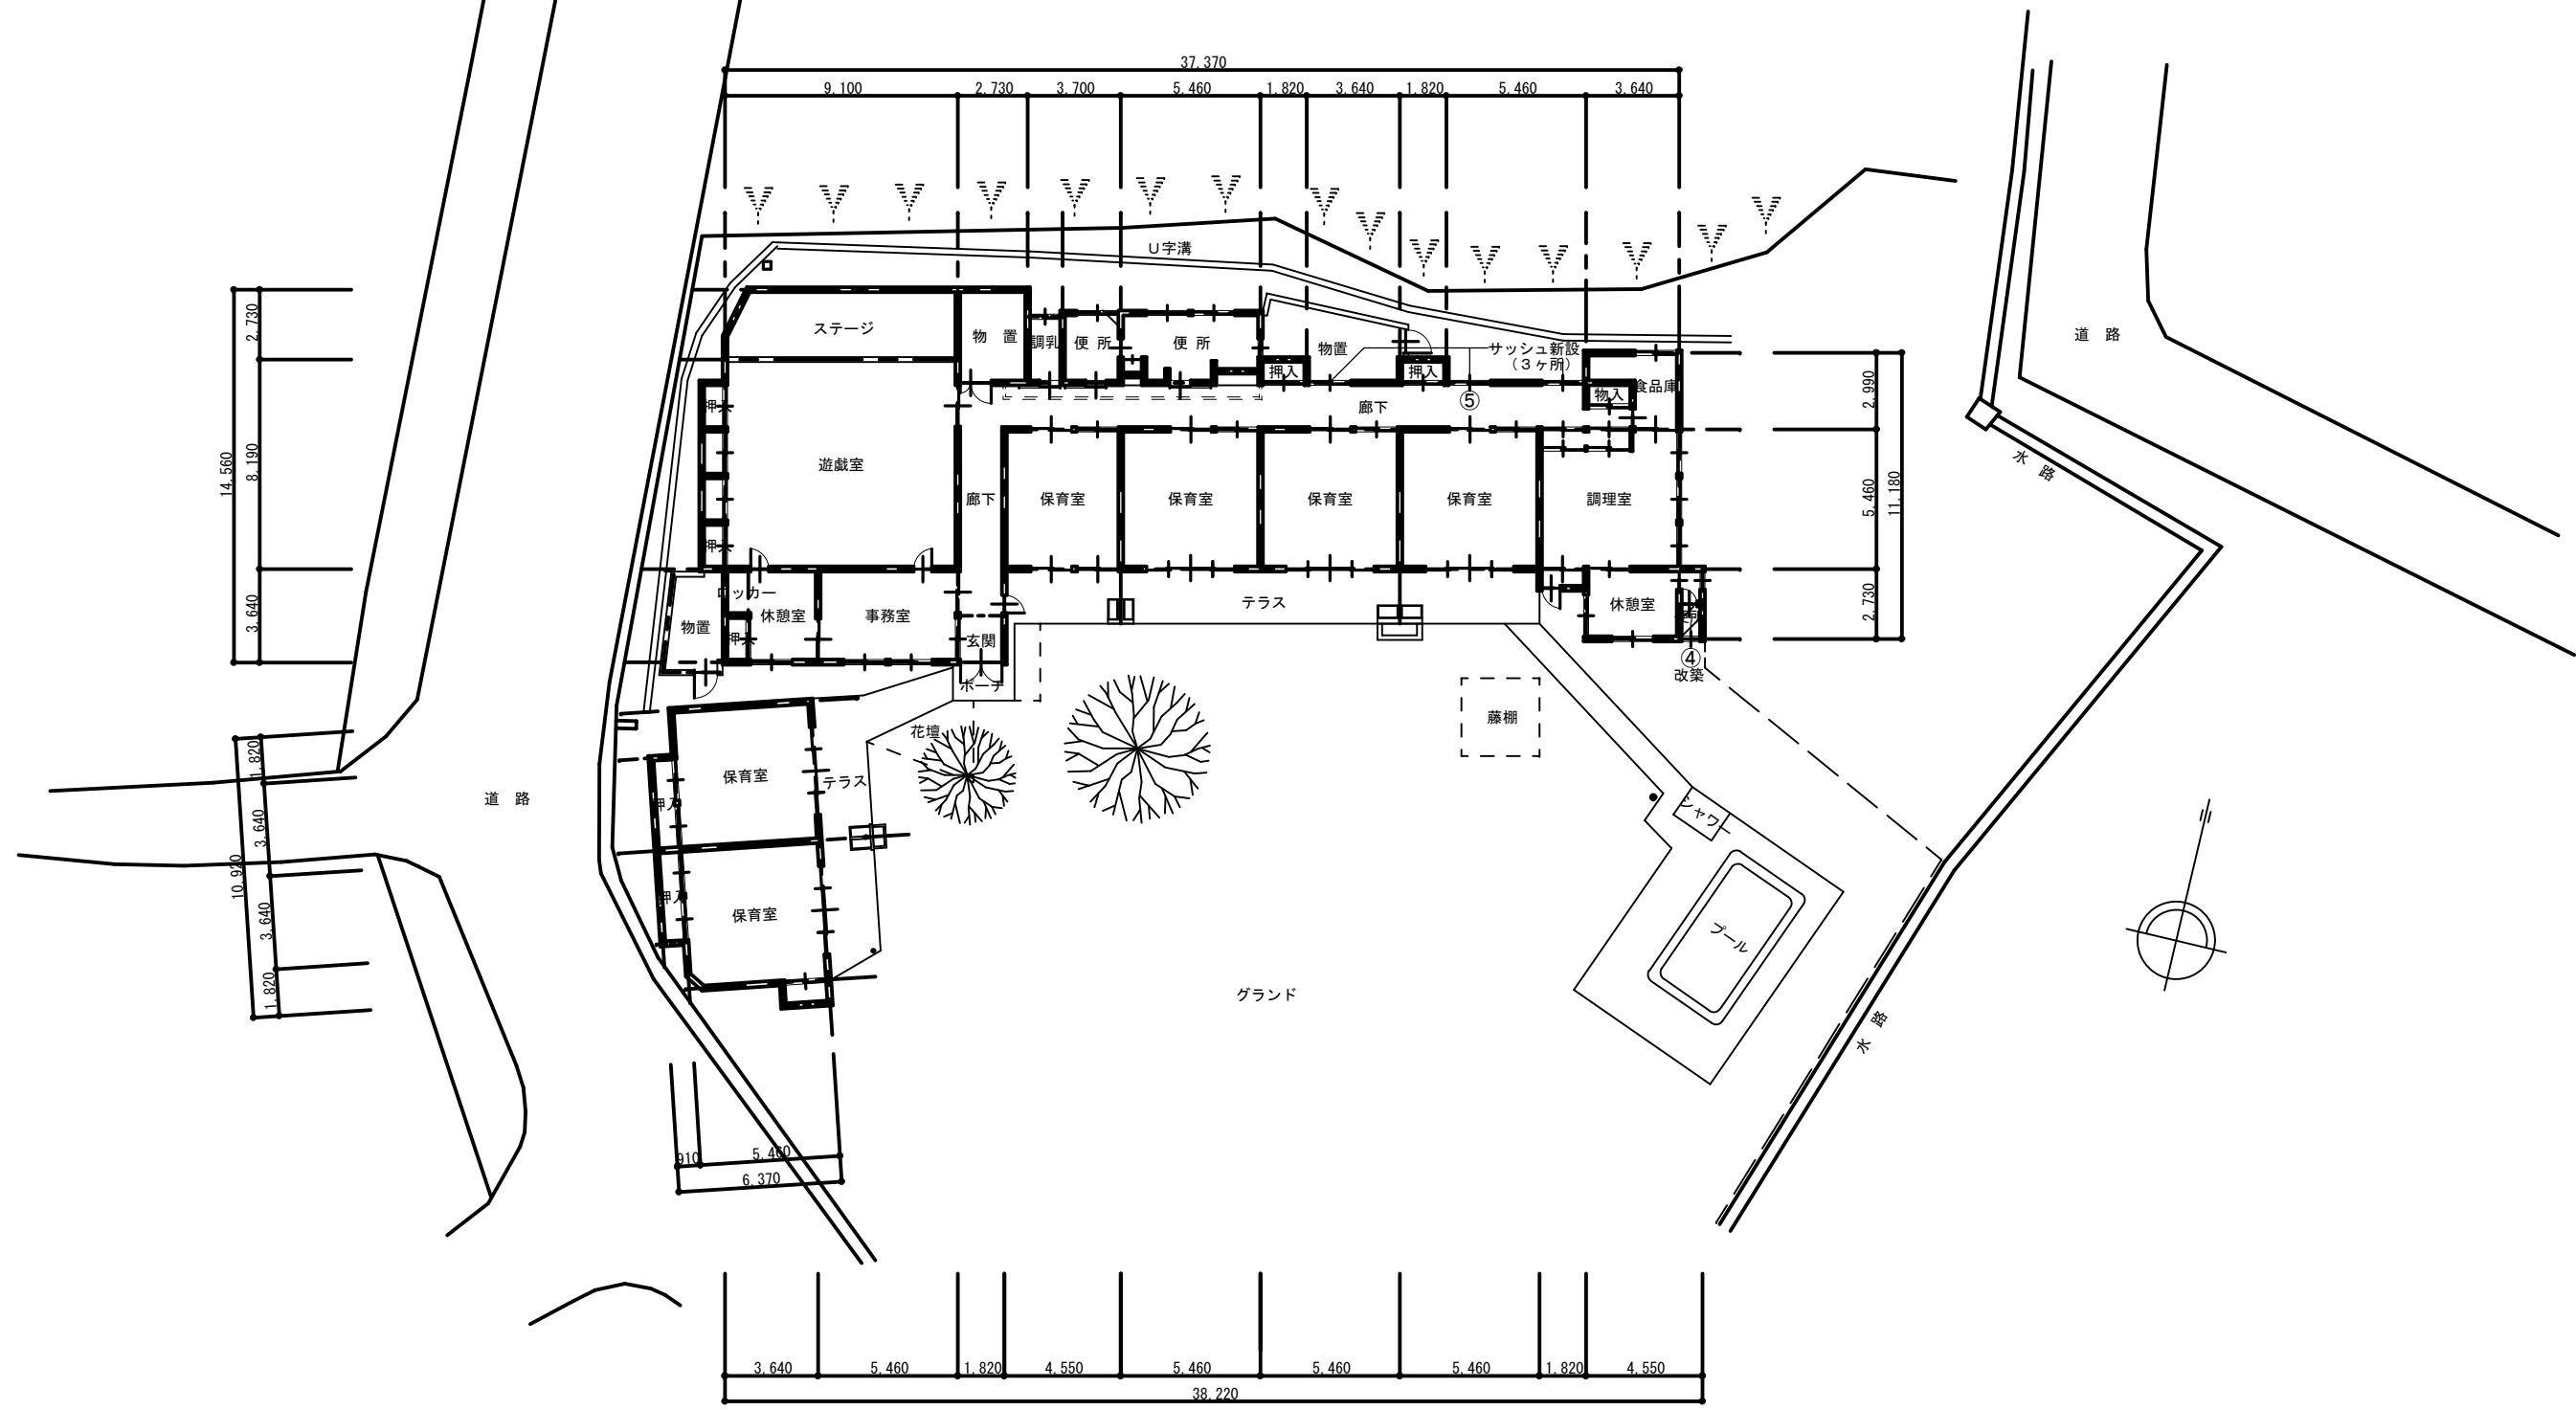 37,370
9,100 2,730 3,700 5,460 1,820 3,640 1,820 5,460 3,640
U字溝
ステージ
物 置
調乳
便 所
便 所
物置
サッシュ新設
（3ヶ所）
押入
押入
物入
食品庫
⑤
廊下
押入
遊戯室
廊下
保育室
保育室
保育室
保育室
調理室
押入
ロッカー
休憩室
事務室
玄関
物置
押入
テラス
休憩室
④
改築
ポーチ
花壇
藤棚
保育室
テラス
押入
保育室
押入
シャワー
プール
グランド
道 路
道 路
水 路
水 路
2,730
8,190
3,640
14,560
1,820
3,640
3,640
1,820
10,920
2,990
5,460
2,730
11,180
910 5,460
6,370
3,640 5,460 1,820 4,550 5,460 5,460 5,460 1,820 4,550
38,220